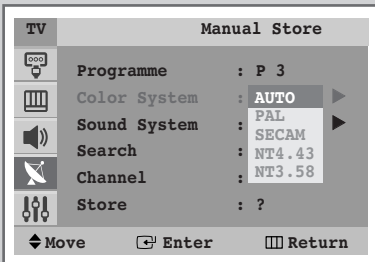 TV Manual Store
Programme : P 3
Color System : AUTO
PAL
Sound System :
SECAM
Search :
NT4.43
Channel :
NT3.58
Store : ?
Move Enter Return